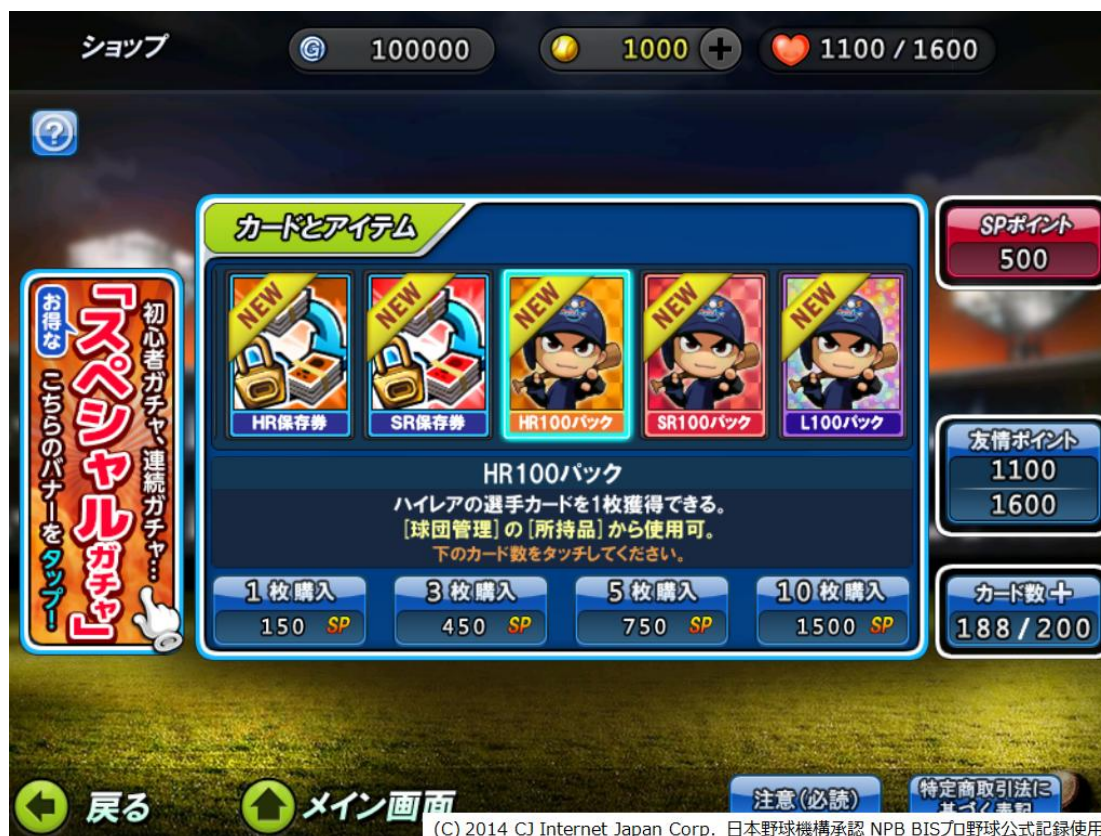 ショップ
G
100000
1000 +
1100 / 1600
?
カードとアイテム
SPポイント
500
初心者ガチャ、連続ガチャ…
お得な
「スペシャルガチャ」
こちらのバナーをタップ!
NEW
NEW
NEW
NEW
NEW
HR保存券
SR保存券
HR100パック
SR100パック
L100パック
HR100パック
ハイレアの選手カードを1枚獲得できる。
[球団管理]の[所持品]から使用可。
下のカード数をタッチしてください。
友情ポイント
1100
1600
1枚購入
150 SP
3枚購入
450 SP
5枚購入
750 SP
10枚購入
1500 SP
カード数+
188/200
戻る
メイン画面
注意(必読)
特定商取引法に
基づく表記
(C) 2014 CJ Internet Japan Corp. 日本野球機構承認 NPB BISプロ野球公式記録使用